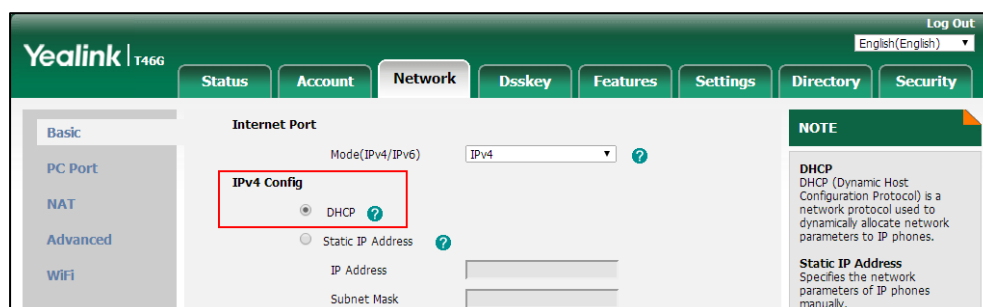 Log Out
Yealink | T46G
English(English)
Status Account Network Dsskey Features Settings Directory Security
Basic
PC Port
NAT
Advanced
WiFi
Internet Port
Mode(IPv4/IPv6) IPv4 ?
IPv4 Config
DHCP ?
Static IP Address ?
IP Address
Subnet Mask
NOTE
DHCP
DHCP (Dynamic Host
Configuration Protocol) is a
network protocol used to
dynamically allocate network
parameters to IP phones.
Static IP Address
Specifies the network
parameters of IP phones
manually.